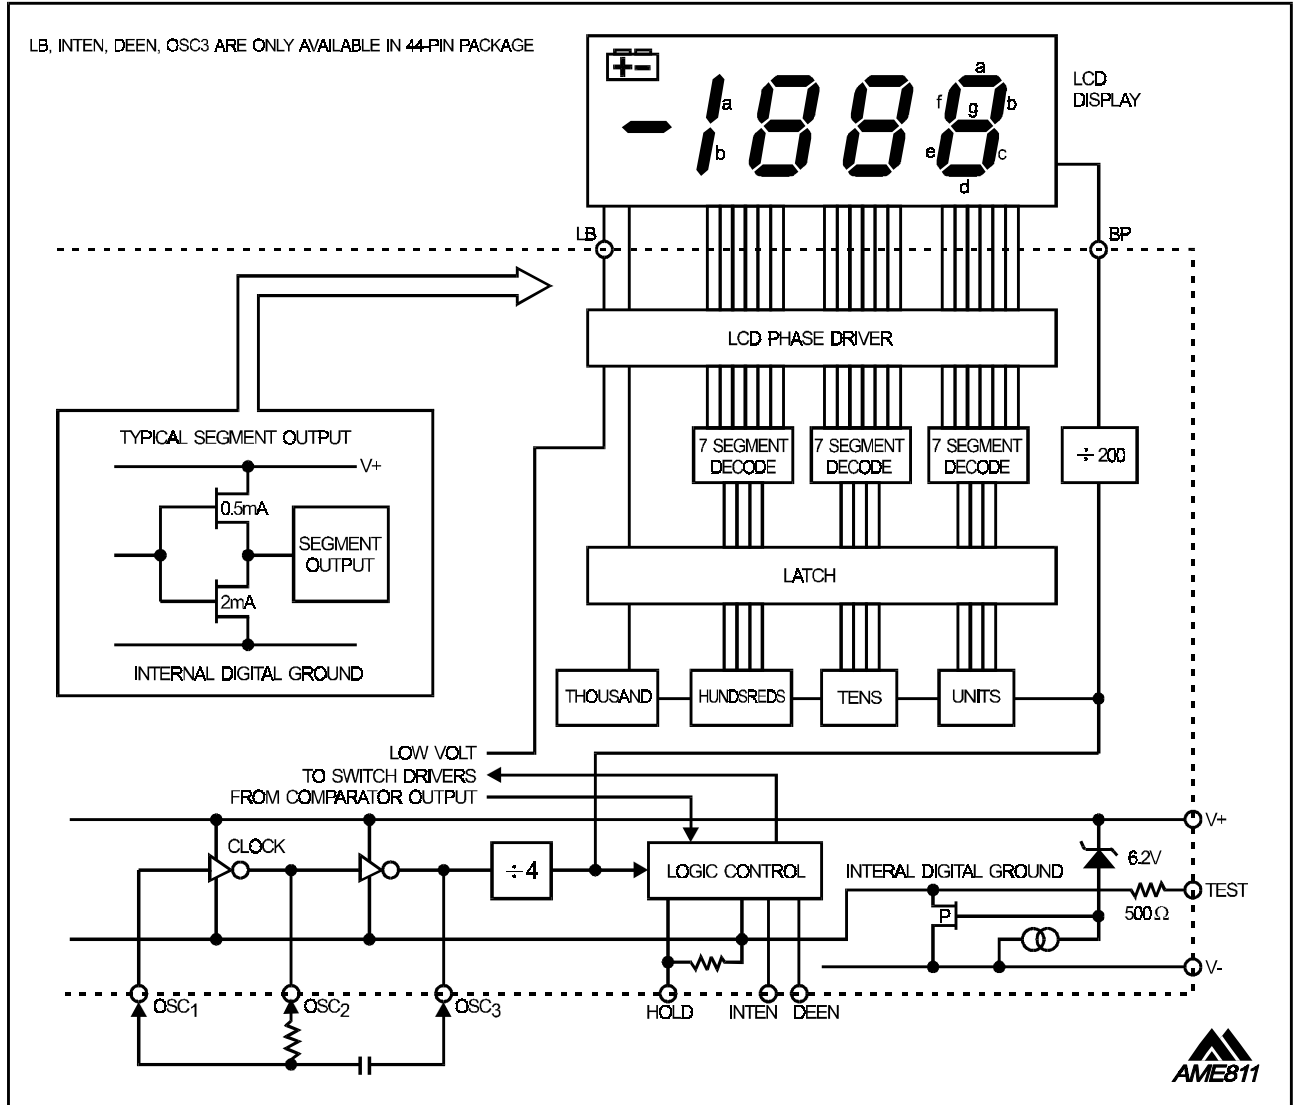 LB, INTEN, DEEN, OSC3 ARE ONLY AVAILABLE IN 44-PIN PACKAGE
LCD
DISPLAY
+ -
-1888
a
b
a
f
b
g
e
c
d
LB
BP
LCD PHASE DRIVER
TYPICAL SEGMENT OUTPUT
V+
0.5mA
SEGMENT
OUTPUT
2mA
INTERNAL DIGITAL GROUND
7 SEGMENT
DECODE
7 SEGMENT
DECODE
7 SEGMENT
DECODE
÷200
LATCH
THOUSAND
HUNDSREDS
TENS
UNITS
LOW VOLT
TO SWITCH DRIVERS
FROM COMPARATOR OUTPUT
V+
CLOCK
÷4
LOGIC CONTROL
INTERAL DIGITAL GROUND
6.2V
TEST
500Ω
P
V-
OSC1
OSC2
OSC3
HOLD
INTEN
DEEN
AME811